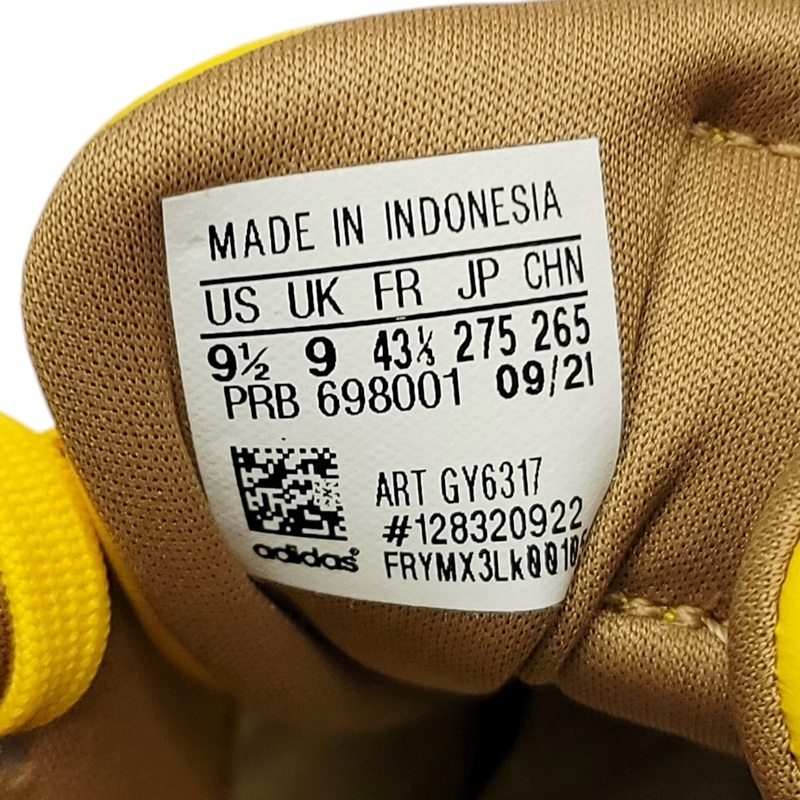 MADE IN INDONESIA
US UK FR JP CHN
9½ 9 43⅓ 275 265
PRB 698001 09/21
ART GY6317
#128320922
adidas®